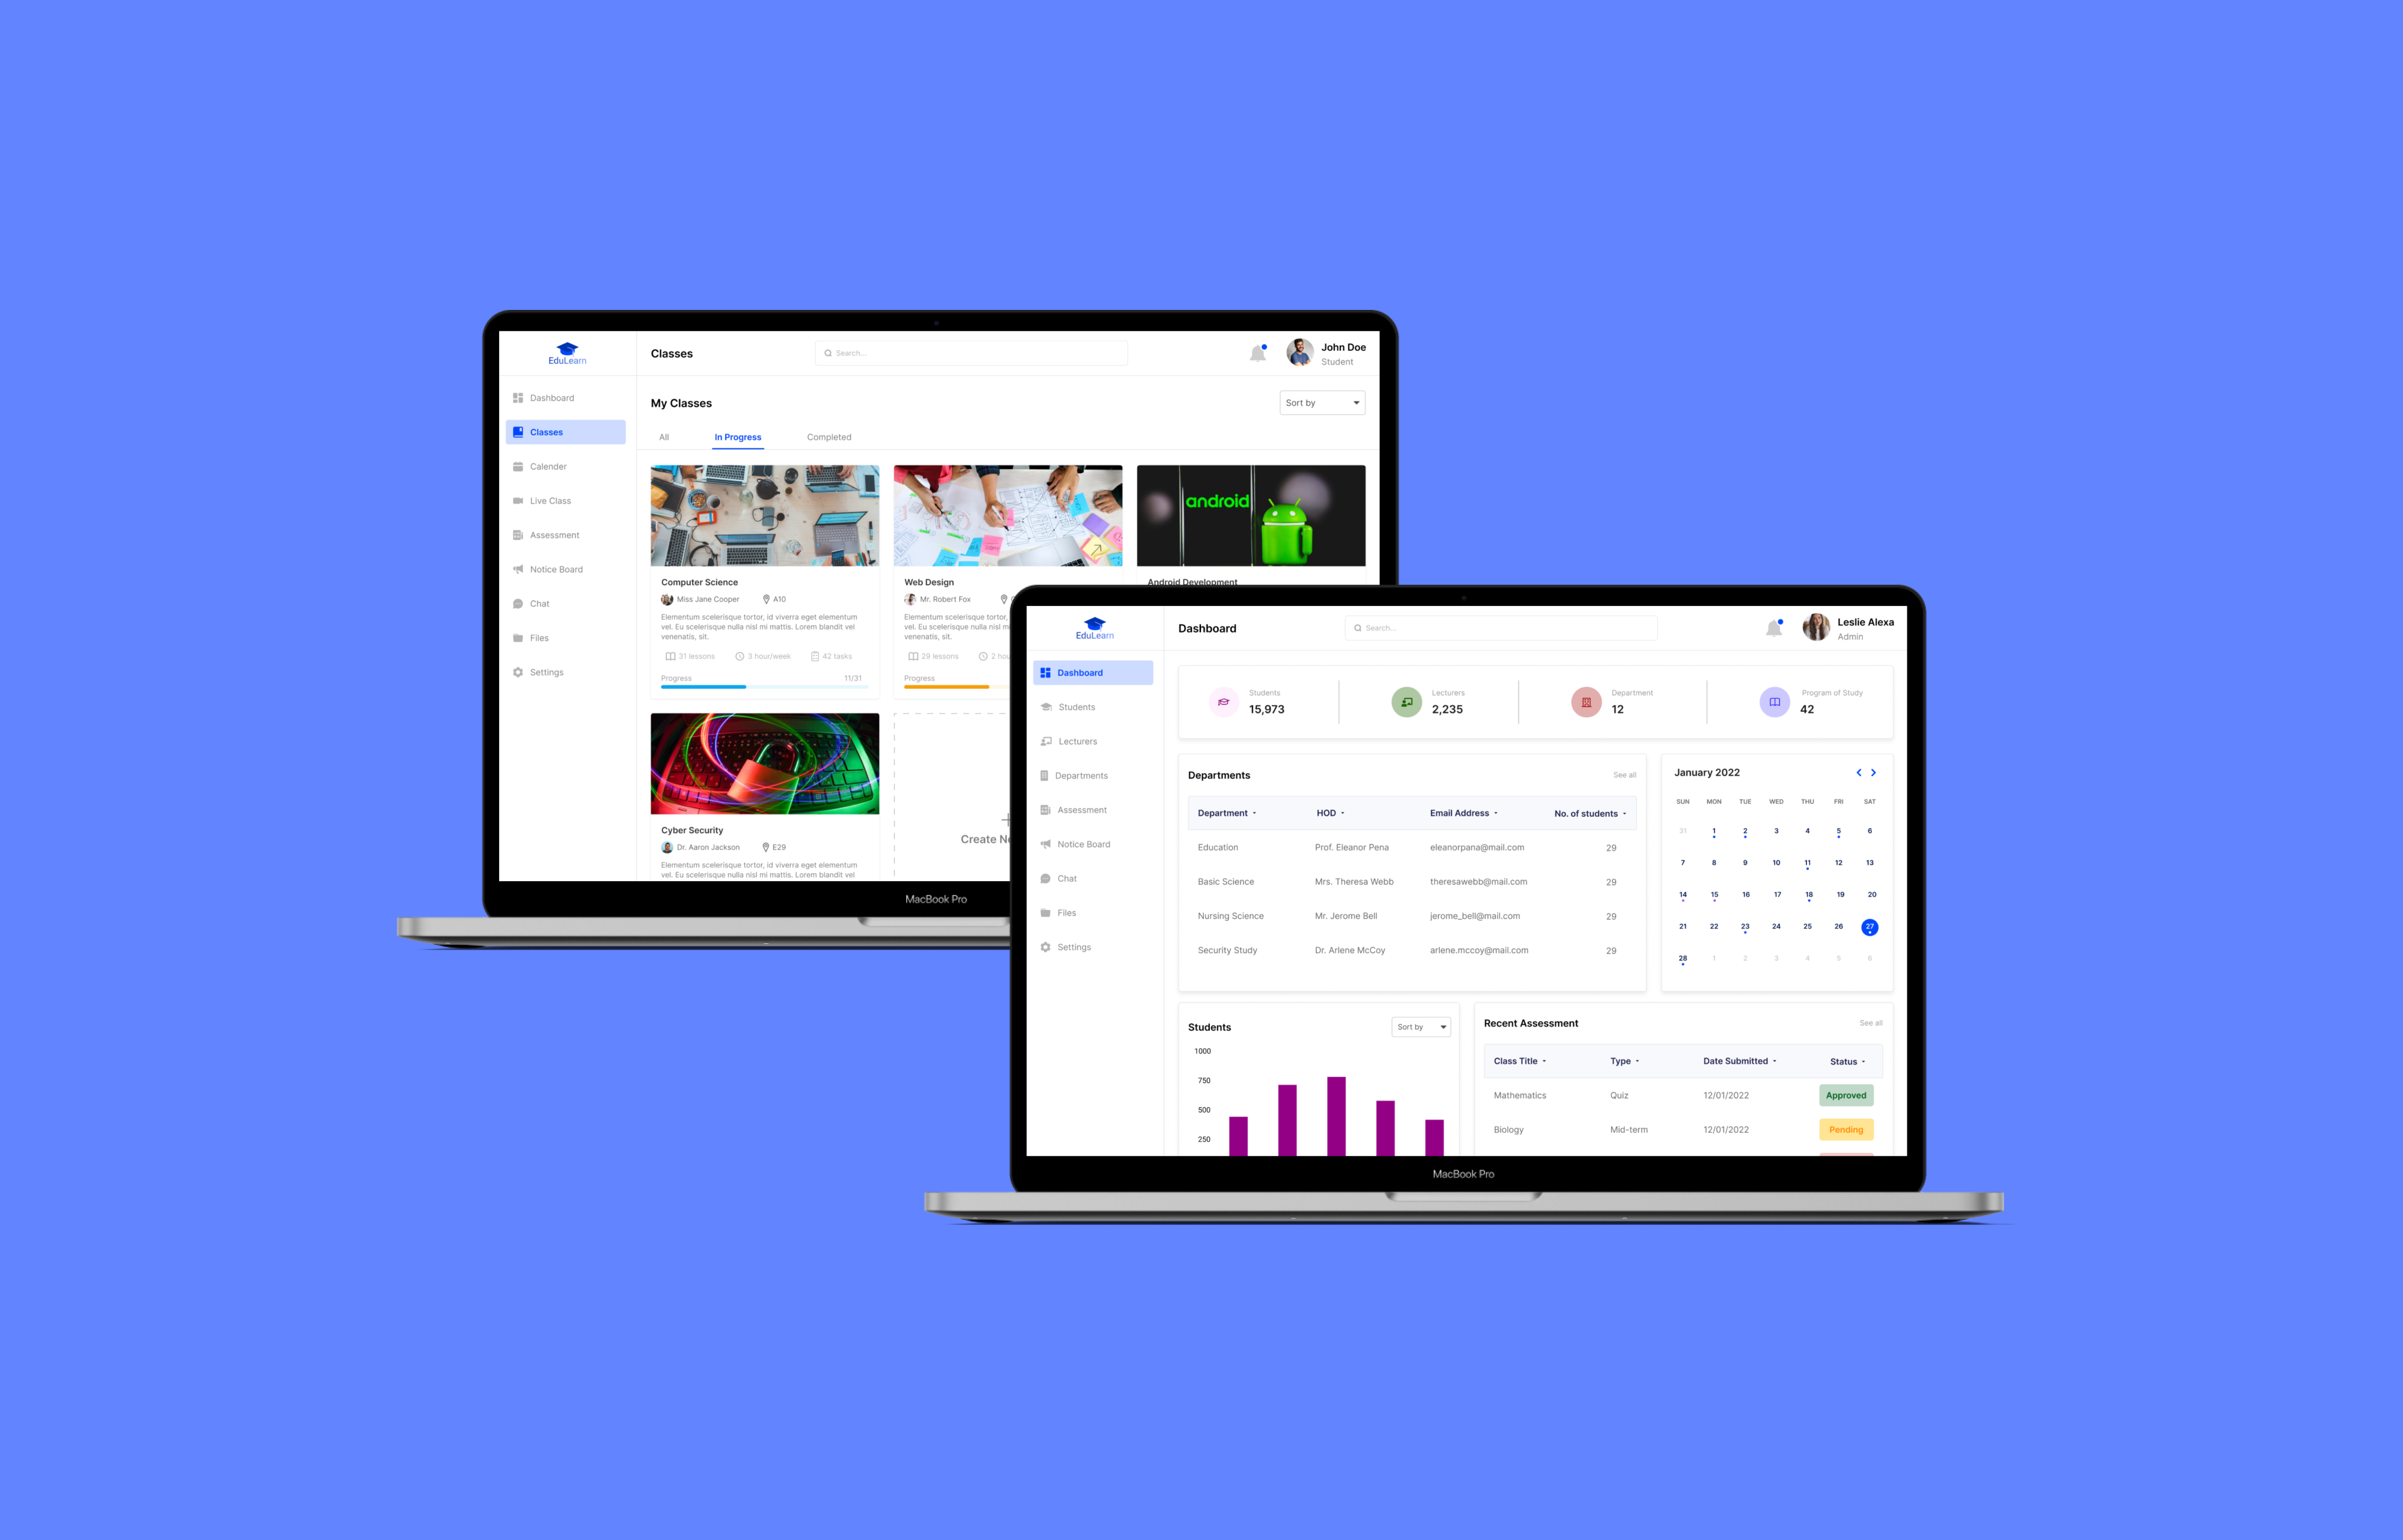 EduLearn
Classes
Search...
John Doe
Student
Dashboard
Classes
Calender
Live Class
Assessment
Notice Board
Chat
Files
Settings
My Classes
Sort by
All
In Progress
Completed
android
Computer Science
Miss Jane Cooper
A10
Elementum scelerisque tortor, id viverra eget elementum
vel. Eu scelerisque nulla nisl mi mattis. Lorem blandit vel
venenatis, sit.
31 lessons
3 hour/week
42 tasks
Progress
11/31
Web Design
Mr. Robert Fox
Elementum scelerisque tortor,
vel. Eu scelerisque nulla nisl m
venenatis, sit.
29 lessons
2 hou
Progress
Android Development
Cyber Security
Dr. Aaron Jackson
E29
Elementum scelerisque tortor, id viverra eget elementum
vel. Eu scelerisque nulla nisl mi mattis. Lorem blandit vel
Create
MacBook Pro
EduLearn
Dashboard
Search...
Leslie Alexa
Admin
Dashboard
Students
Lecturers
Departments
Assessment
Notice Board
Chat
Files
Settings
Students
15,973
Lecturers
2,235
Department
12
Program of Study
42
Departments
See all
Department HOD Email Address No. of students
Education Prof. Eleanor Pena eleanorpana@mail.com 29
Basic Science Mrs. Theresa Webb theresawebb@mail.com 29
Nursing Science Mr. Jerome Bell jerome_bell@mail.com 29
Security Study Dr. Arlene McCoy arlene.mccoy@mail.com 29
January 2022
SUN MON TUE WED THU FRI SAT
31 1 2 3 4 5 6
7 8 9 10 11 12 13
14 15 16 17 18 19 20
21 22 23 24 25 26 27
28 1 2 3 4 5 6
Students
Sort by
1000
750
500
250
Recent Assessment
See all
Class Title Type Date Submitted Status
Mathematics Quiz 12/01/2022 Approved
Biology Mid-term 12/01/2022 Pending
MacBook Pro